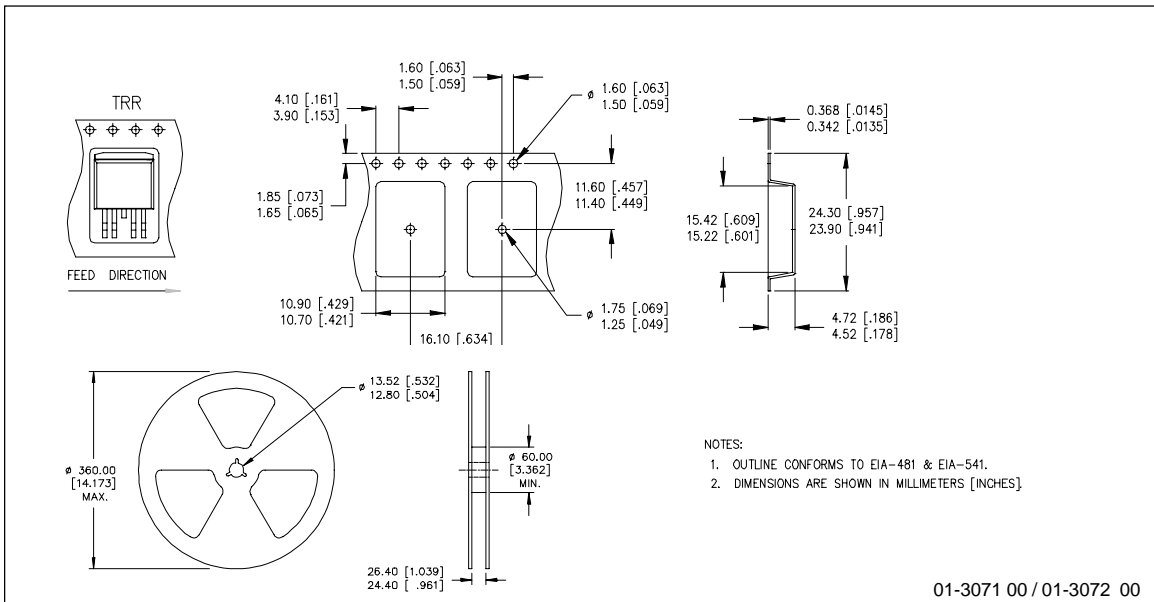 TRR
FEED DIRECTION
1.60 [.063]
1.50 [.059]
4.10 [.161]
3.90 [.153]
ø 1.60 [.063]
1.50 [.059]
1.85 [.073]
1.65 [.065]
11.60 [.457]
11.40 [.449]
10.90 [.429]
10.70 [.421]
16.10 [.634]
ø 1.75 [.069]
1.25 [.049]
0.368 [.0145]
0.342 [.0135]
15.42 [.609]
15.22 [.601]
24.30 [.957]
23.90 [.941]
4.72 [.186]
4.52 [.178]
ø 360.00
[14.173]
MAX.
ø 13.52 [.532]
12.80 [.504]
ø 60.00
[3.362]
MIN.
26.40 [1.039]
24.40 [ .961]
NOTES:
1. OUTLINE CONFORMS TO EIA-481 & EIA-541.
2. DIMENSIONS ARE SHOWN IN MILLIMETERS [INCHES].
01-3071 00 / 01-3072 00